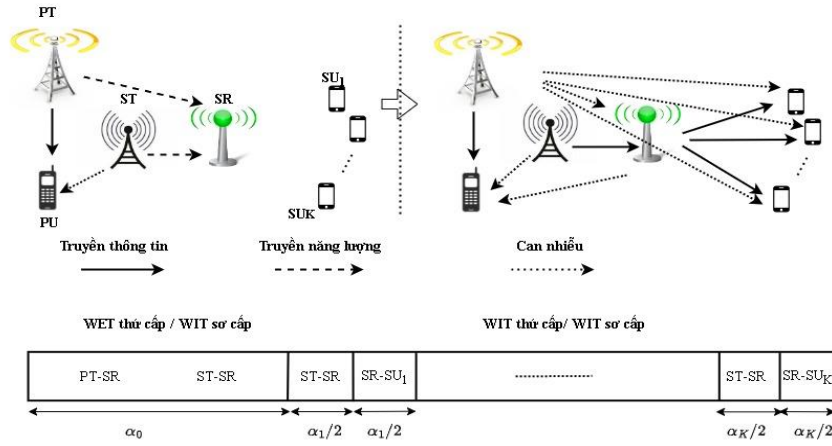 PT
ST
SR
SU1
PU
SUK
Truyền thông tin
Truyền năng lượng
Can nhiễu
WET thứ cấp / WIT sơ cấp
WIT thứ cấp/ WIT sơ cấp
PT-SR
ST-SR
ST-SR
SR-SU1
ST-SR
SR-SUK
α0
α1/2
α1/2
αK/2
αK/2